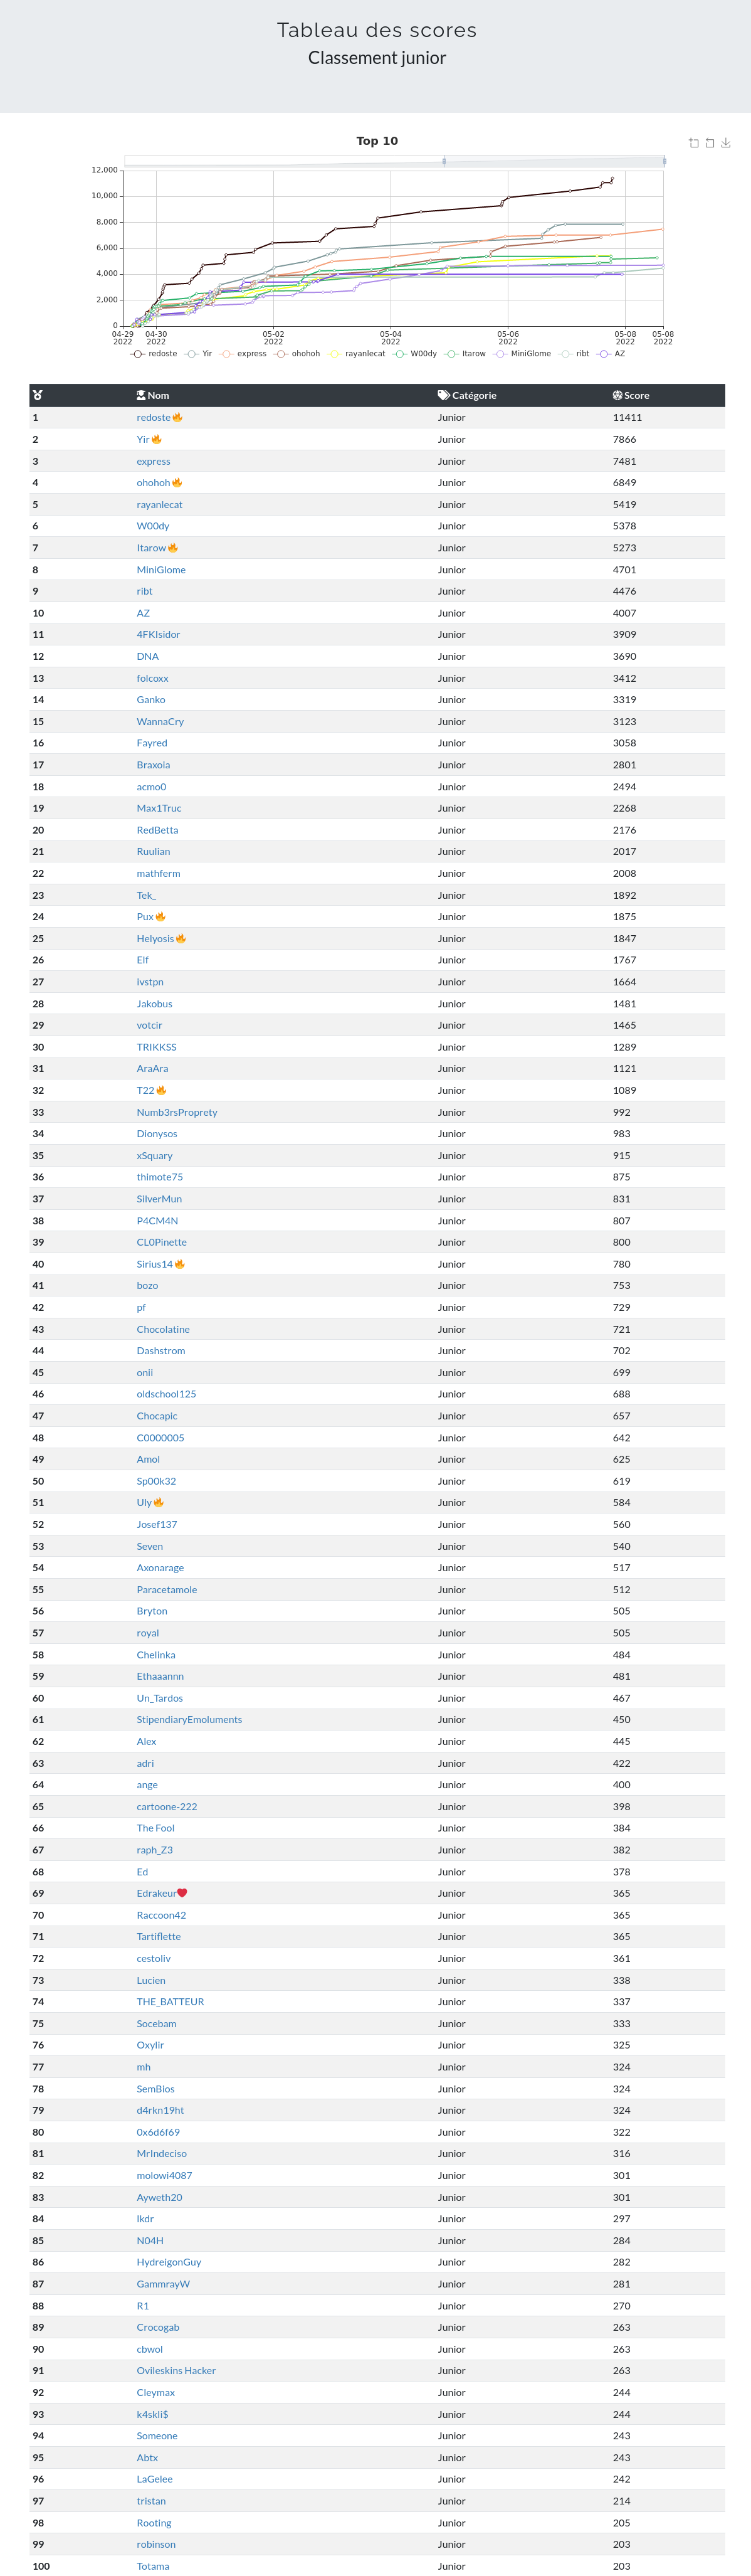 Tableau des scores
Classement junior
Top 10
12,000
10,000
8,000
6,000
4,000
2,000
0
04-29 04-30 05-02 05-04 05-06 05-08 05-08
2022 2022 2022 2022 2022 2022 2022
redoste Yir express ohohoh rayanlecat W00dy Itarow MiniGlome ribt AZ
Nom Catégorie Score
1 redoste🔥 Junior 11411
2 Yir🔥 Junior 7866
3 express Junior 7481
4 ohohoh🔥 Junior 6849
5 rayanlecat Junior 5419
6 W00dy Junior 5378
7 Itarow🔥 Junior 5273
8 MiniGlome Junior 4701
9 ribt Junior 4476
10 AZ Junior 4007
11 4FKIsidor Junior 3909
12 DNA Junior 3690
13 folcoxx Junior 3412
14 Ganko Junior 3319
15 WannaCry Junior 3123
16 Fayred Junior 3058
17 Braxoia Junior 2801
18 acmo0 Junior 2494
19 Max1Truc Junior 2268
20 RedBetta Junior 2176
21 Ruulian Junior 2017
22 mathferm Junior 2008
23 Tek_ Junior 1892
24 Pux🔥 Junior 1875
25 Helyosis🔥 Junior 1847
26 Elf Junior 1767
27 ivstpn Junior 1664
28 Jakobus Junior 1481
29 votcir Junior 1465
30 TRIKKSS Junior 1289
31 AraAra Junior 1121
32 T22🔥 Junior 1089
33 Numb3rsProprety Junior 992
34 Dionysos Junior 983
35 xSquary Junior 915
36 thimote75 Junior 875
37 SilverMun Junior 831
38 P4CM4N Junior 807
39 CL0Pinette Junior 800
40 Sirius14🔥 Junior 780
41 bozo Junior 753
42 pf Junior 729
43 Chocolatine Junior 721
44 Dashstrom Junior 702
45 onii Junior 699
46 oldschool125 Junior 688
47 Chocapic Junior 657
48 C0000005 Junior 642
49 Amol Junior 625
50 Sp00k32 Junior 619
51 Uly🔥 Junior 584
52 Josef137 Junior 560
53 Seven Junior 540
54 Axonarage Junior 517
55 Paracetamole Junior 512
56 Bryton Junior 505
57 royal Junior 505
58 Chelinka Junior 484
59 Ethaaannn Junior 481
60 Un_Tardos Junior 467
61 StipendiaryEmoluments Junior 450
62 Alex Junior 445
63 adri Junior 422
64 ange Junior 400
65 cartoone-222 Junior 398
66 The Fool Junior 384
67 raph_Z3 Junior 382
68 Ed Junior 378
69 Edrakeur❤️ Junior 365
70 Raccoon42 Junior 365
71 Tartiflette Junior 365
72 cestoliv Junior 361
73 Lucien Junior 338
74 THE_BATTEUR Junior 337
75 Socebam Junior 333
76 Oxylir Junior 325
77 mh Junior 324
78 SemBios Junior 324
79 d4rkn19ht Junior 324
80 0x6d6f69 Junior 322
81 MrIndeciso Junior 316
82 molowi4087 Junior 301
83 Ayweth20 Junior 301
84 lkdr Junior 297
85 N04H Junior 284
86 HydreigonGuy Junior 282
87 GammrayW Junior 281
88 R1 Junior 270
89 Crocogab Junior 263
90 cbwol Junior 263
91 Ovileskins Hacker Junior 263
92 Cleymax Junior 244
93 k4skli$ Junior 244
94 Someone Junior 243
95 Abtx Junior 243
96 LaGelee Junior 242
97 tristan Junior 214
98 Rooting Junior 205
99 robinson Junior 203
100 Totama Junior 203